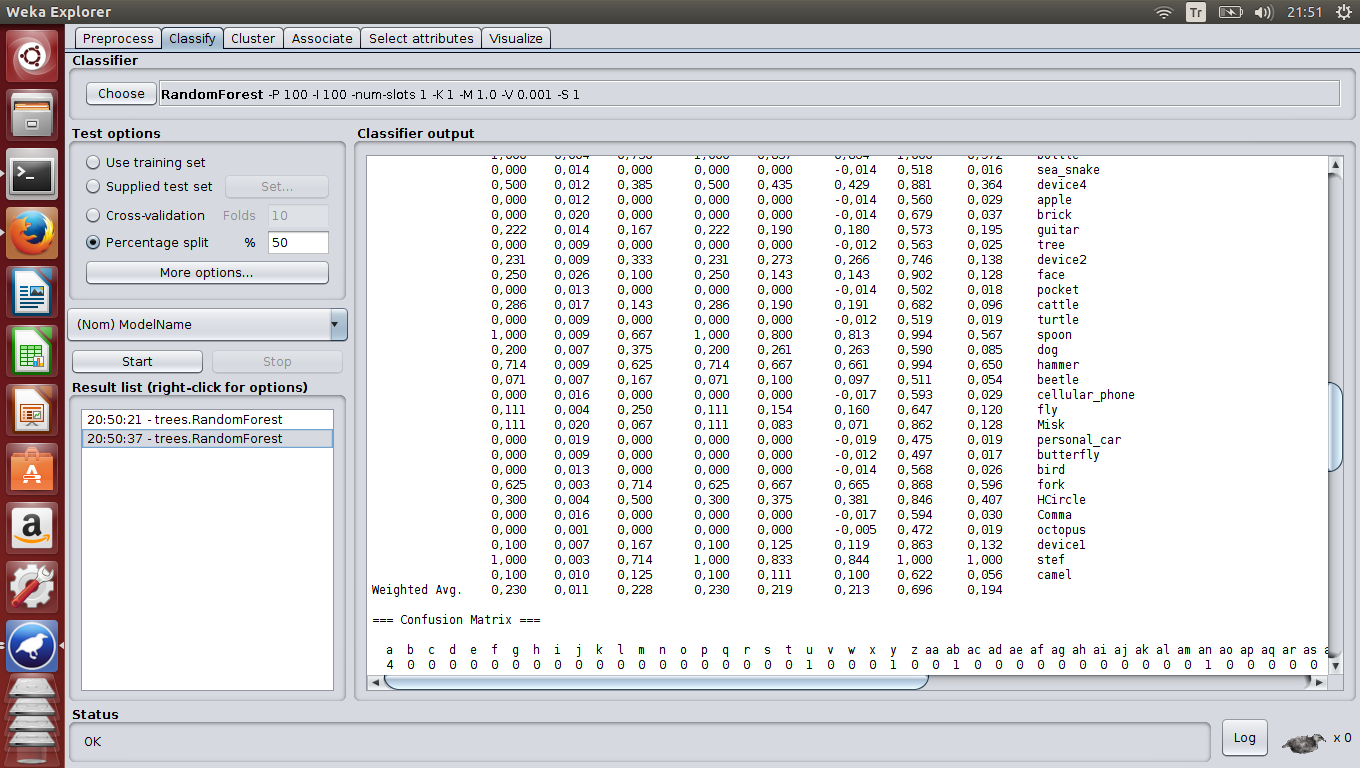 Weka Explorer
Tr
21:51
Preprocess Classify Cluster Associate Select attributes Visualize
Classifier
Choose RandomForest -P 100 -I 100 -num-slots 1 -K 1 -M 1.0 -V 0.001 -S 1
Test options
Use training set
Supplied test set Set...
Cross-validation Folds 10
Percentage split % 50
More options...
(Nom) ModelName
Start Stop
Result list (right-click for options)
20:50:21 - trees.RandomForest
20:50:37 - trees.RandomForest
Classifier output
0,000 0,014 0,000 0,000 0,000 -0,014 0,518 0,016 sea_snake
0,500 0,012 0,385 0,500 0,435 0,429 0,881 0,364 device4
0,000 0,012 0,000 0,000 0,000 -0,014 0,560 0,029 apple
0,000 0,020 0,000 0,000 0,000 -0,014 0,679 0,037 brick
0,222 0,014 0,167 0,222 0,190 0,180 0,573 0,195 guitar
0,000 0,009 0,000 0,000 0,000 -0,012 0,563 0,025 tree
0,231 0,009 0,333 0,231 0,273 0,266 0,746 0,138 device2
0,250 0,026 0,100 0,250 0,143 0,143 0,902 0,128 face
0,000 0,013 0,000 0,000 0,000 -0,014 0,502 0,018 pocket
0,286 0,017 0,143 0,286 0,190 0,191 0,682 0,096 cattle
0,000 0,009 0,000 0,000 0,000 -0,012 0,519 0,019 turtle
1,000 0,009 0,667 1,000 0,800 0,813 0,994 0,567 spoon
0,200 0,007 0,375 0,200 0,261 0,263 0,590 0,085 dog
0,714 0,009 0,625 0,714 0,667 0,661 0,994 0,650 hammer
0,071 0,007 0,167 0,071 0,100 0,097 0,511 0,054 beetle
0,000 0,016 0,000 0,000 0,000 -0,017 0,593 0,029 cellular_phone
0,111 0,004 0,250 0,111 0,154 0,160 0,647 0,120 fly
0,111 0,020 0,067 0,111 0,083 0,071 0,862 0,128 Misk
0,000 0,019 0,000 0,000 0,000 -0,019 0,475 0,019 personal_car
0,000 0,009 0,000 0,000 0,000 -0,012 0,497 0,017 butterfly
0,000 0,013 0,000 0,000 0,000 -0,014 0,568 0,026 bird
0,625 0,003 0,714 0,625 0,667 0,665 0,868 0,596 fork
0,300 0,004 0,500 0,300 0,375 0,381 0,846 0,407 HCircle
0,000 0,016 0,000 0,000 0,000 -0,017 0,594 0,030 Comma
0,000 0,001 0,000 0,000 0,000 -0,005 0,472 0,019 octopus
0,100 0,007 0,167 0,100 0,125 0,119 0,863 0,132 device1
1,000 0,003 0,714 1,000 0,833 0,844 1,000 1,000 stef
0,100 0,010 0,125 0,100 0,111 0,100 0,622 0,056 camel
Weighted Avg. 0,230 0,011 0,228 0,230 0,219 0,213 0,696 0,194
=== Confusion Matrix ===
a b c d e f g h i j k l m n o p q r s t u v w x y z aa ab ac ad ae af ag ah ai aj ak al am an ao ap aq ar as
4 0 0 0 0 0 0 0 0 0 0 0 0 0 0 0 0 0 0 0 1 0 0 0 1 0 0 1 0 0 0 0 0 0 0 0 0 0 0 1 0 0 0 0 0
Status
OK
Log
x 0